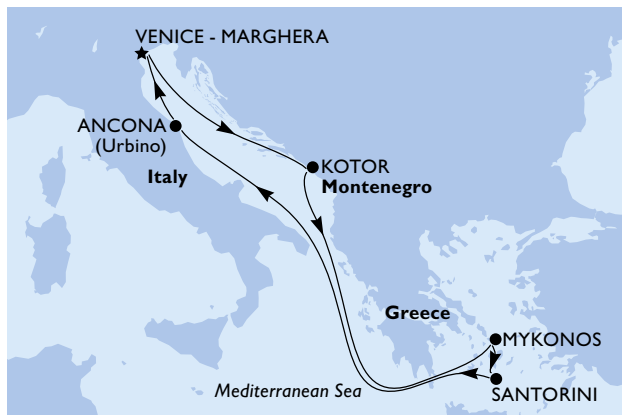 VENICE - MARGHERA
ANCONA
(Urbino)
Italy
KOTOR
Montenegro
Greece
MYKONOS
SANTORINI
Mediterranean Sea